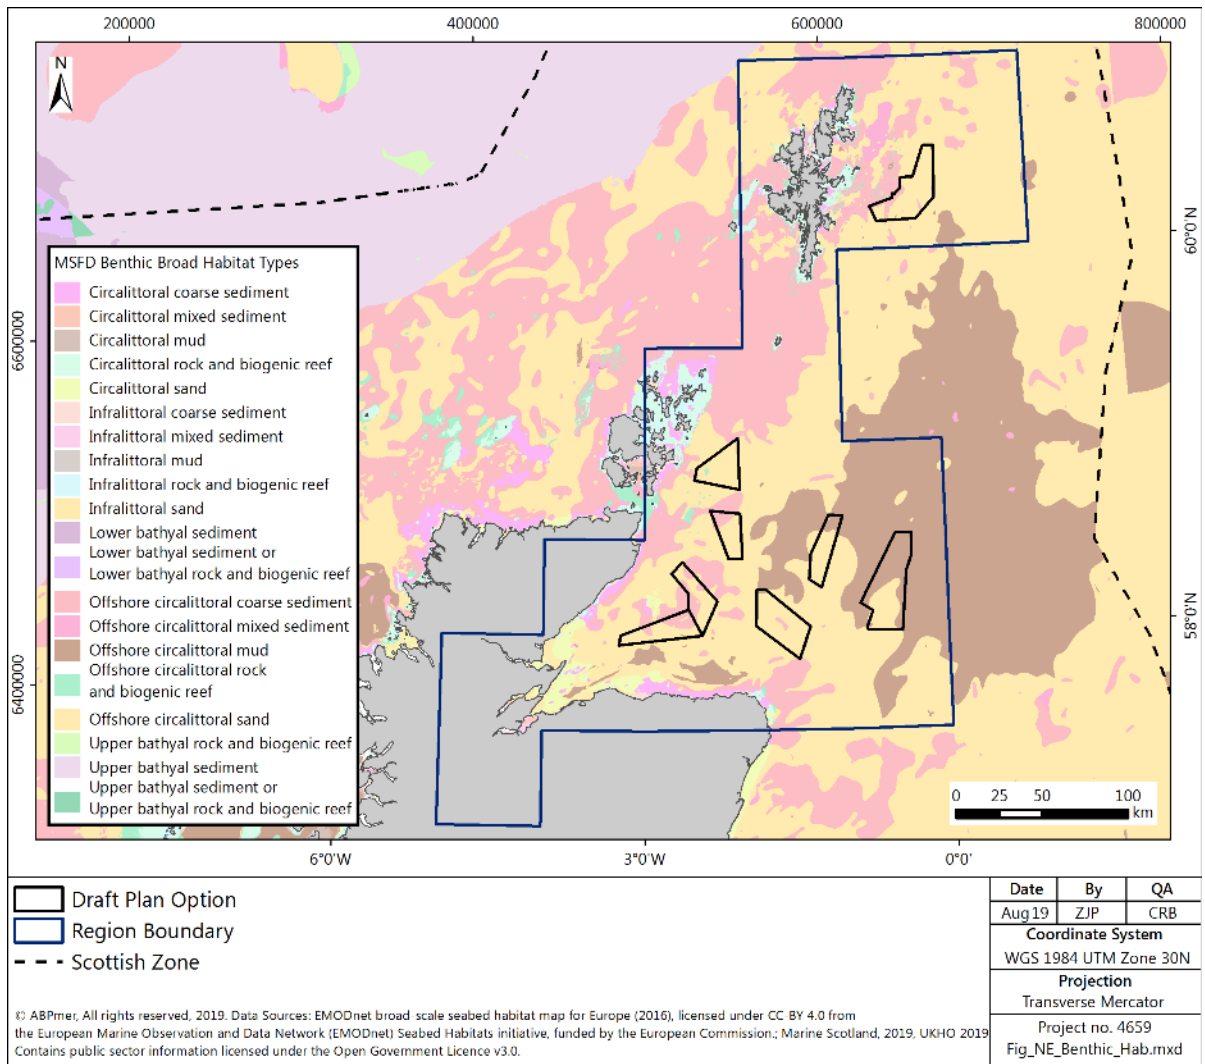 200000
400000
600000
800000
N
60°0'N
6600000
58°0'N
6400000
MSFD Benthic Broad Habitat Types
Circalittoral coarse sediment
Circalittoral mixed sediment
Circalittoral mud
Circalittoral rock and biogenic reef
Circalittoral sand
Infralittoral coarse sediment
Infralittoral mixed sediment
Infralittoral mud
Infralittoral rock and biogenic reef
Infralittoral sand
Lower bathyal sediment
Lower bathyal sediment or
Lower bathyal rock and biogenic reef
Offshore circalittoral coarse sediment
Offshore circalittoral mixed sediment
Offshore circalittoral mud
Offshore circalittoral rock
and biogenic reef
Offshore circalittoral sand
Upper bathyal rock and biogenic reef
Upper bathyal sediment
Upper bathyal sediment or
Upper bathyal rock and biogenic reef
0 25 50 100
km
6°0'W
3°0'W
0°0'
Draft Plan Option
Region Boundary
Scottish Zone
© ABPmer, All rights reserved, 2019. Data Sources: EMODnet broad scale seabed habitat map for Europe (2016), licensed under CC BY 4.0 from
the European Marine Observation and Data Network (EMODnet) Seabed Habitats initiative, funded by the European Commission.; Marine Scotland, 2019, UKHO 2019
Contains public sector information licensed under the Open Government Licence v3.0.
Date By QA
Aug 19 ZJP CRB
Coordinate System
WGS 1984 UTM Zone 30N
Projection
Transverse Mercator
Project no. 4659
Fig_NE_Benthic_Hab.mxd